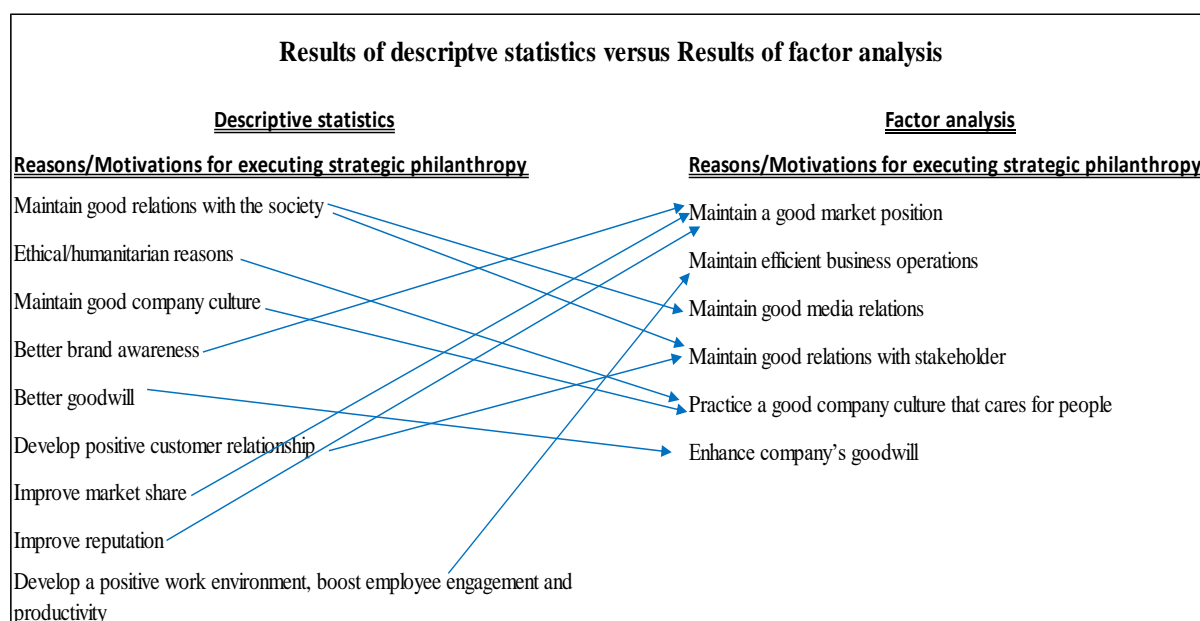 Results of descriptve statistics versus Results of factor analysis
Descriptive statistics
Reasons/Motivations for executing strategic philanthropy
Maintain good relations with the society
Ethical/humanitarian reasons
Maintain good company culture
Better brand awareness
Better goodwill
Develop positive customer relationship
Improve market share
Improve reputation
Develop a positive work environment, boost employee engagement and
productivity
Factor analysis
Reasons/Motivations for executing strategic philanthropy
Maintain a good market position
Maintain efficient business operations
Maintain good media relations
Maintain good relations with stakeholder
Practice a good company culture that cares for people
Enhance company’s goodwill